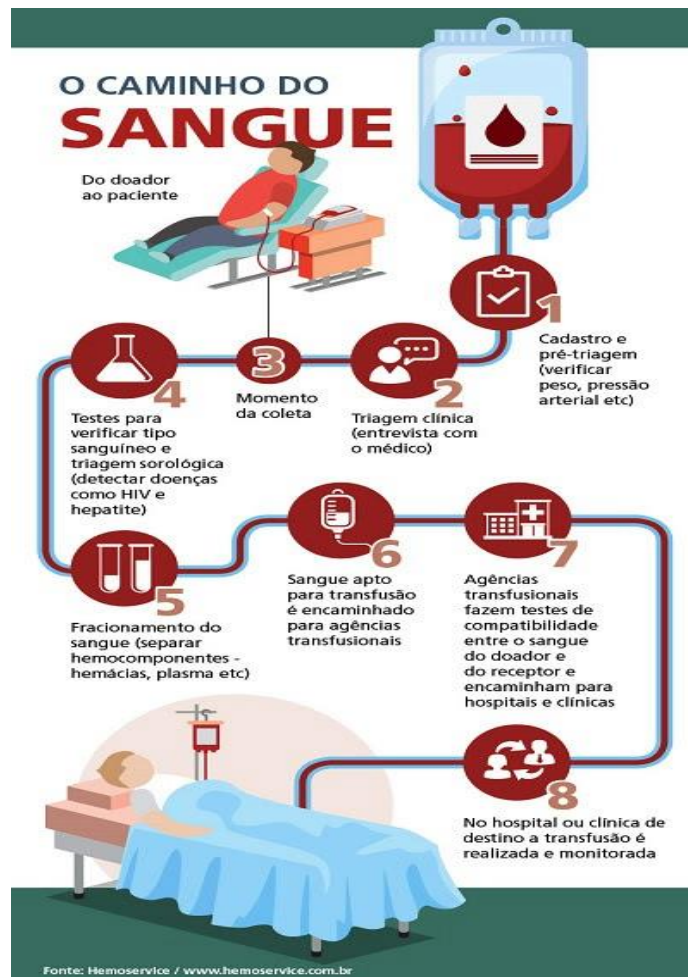 O CAMINHO DO
SANGUE
Do doador
ao paciente
1
Cadastro e
pré-triagem
(verificar
peso, pressão
arterial etc)
2
Triagem clínica
(entrevista com
o médico)
3
Momento
da coleta
4
Testes para
verificar tipo
sanguíneo e
triagem sorológica
(detectar doenças
como HIV e
hepatite)
5
Fracionamento do
sangue (separar
hemocomponentes -
hemácias, plasma etc)
6
Sangue apto
para transfusão
é encaminhado
para agências
transfusionais
7
Agências
transfusionais
fazem testes de
compatibilidade
entre o sangue
do doador e
do receptor e
encaminham para
hospitais e clínicas
8
No hospital ou clínica de
destino a transfusão é
realizada e monitorada
Fonte: Hemoservice / www.hemoservice.com.br